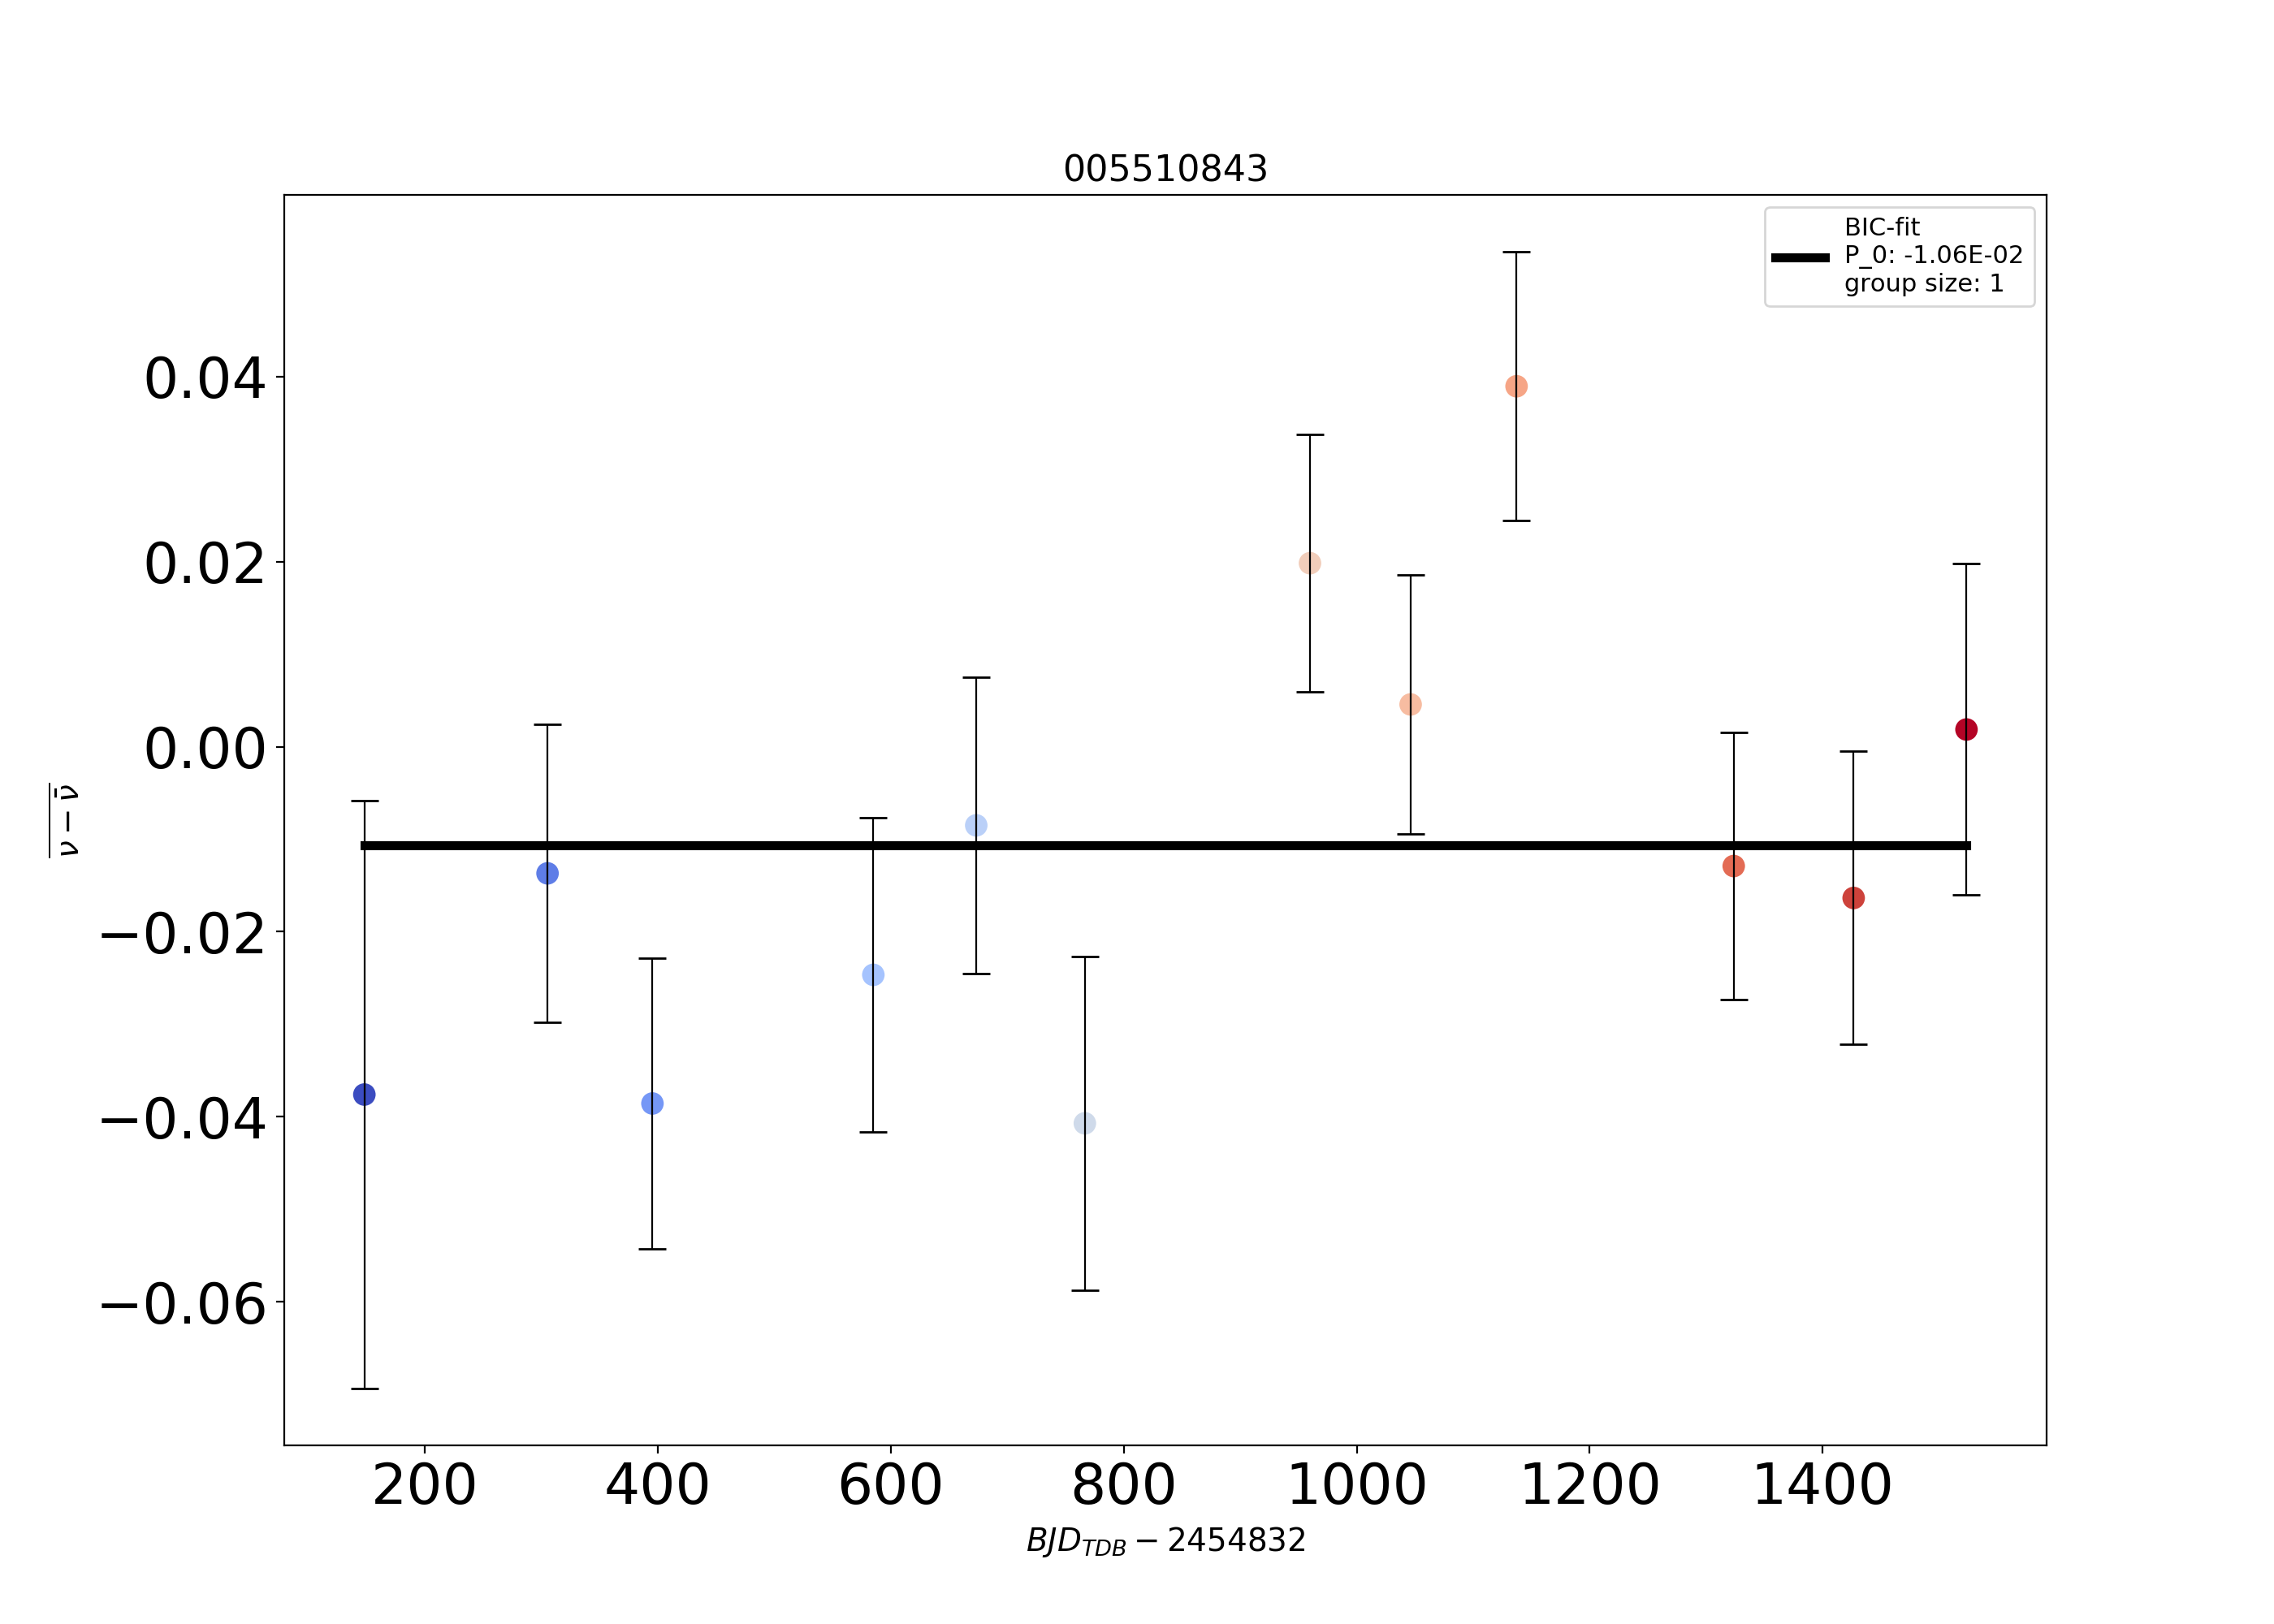 005510843
BIC-fit
P_0: -1.06E-02
group size: 1
0.04
0.02
0.00
−0.02
−0.04
−0.06
ν − ν̄
200 400 600 800 1000 1200 1400
BJD_TDB − 2454832